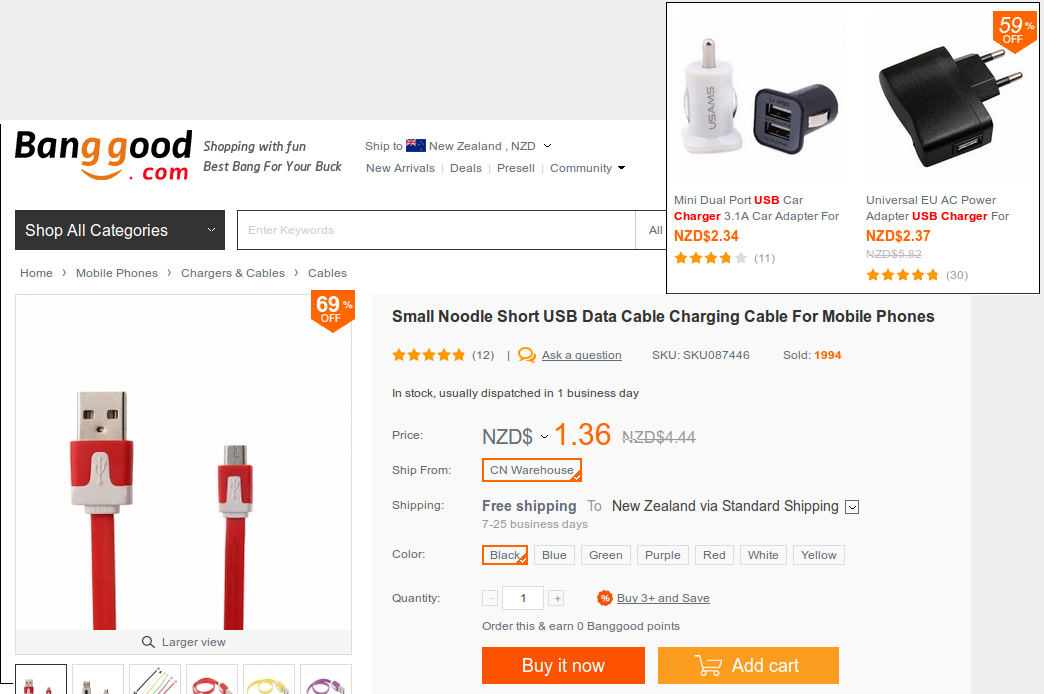 59% OFF
USAMS
Mini Dual Port USB Car
Charger 3.1A Car Adapter For
NZD$2.34
(11)
Universal EU AC Power
Adapter USB Charger For
NZD$2.37
NZD$5.82
(30)
Banggood.com
Shopping with fun
Best Bang For Your Buck
Ship to New Zealand , NZD
New Arrivals | Deals | Presell | Community
Shop All Categories
Enter Keywords
All
Home › Mobile Phones › Chargers & Cables › Cables
69% OFF
Larger view
Small Noodle Short USB Data Cable Charging Cable For Mobile Phones
(12) | Ask a question SKU: SKU087446 Sold: 1994
In stock, usually dispatched in 1 business day
Price: NZD$ 1.36 NZD$4.44
Ship From: CN Warehouse
Shipping: Free shipping To New Zealand via Standard Shipping
7-25 business days
Color: Black Blue Green Purple Red White Yellow
Quantity: - 1 + % Buy 3+ and Save
Order this & earn 0 Banggood points
Buy it now Add cart